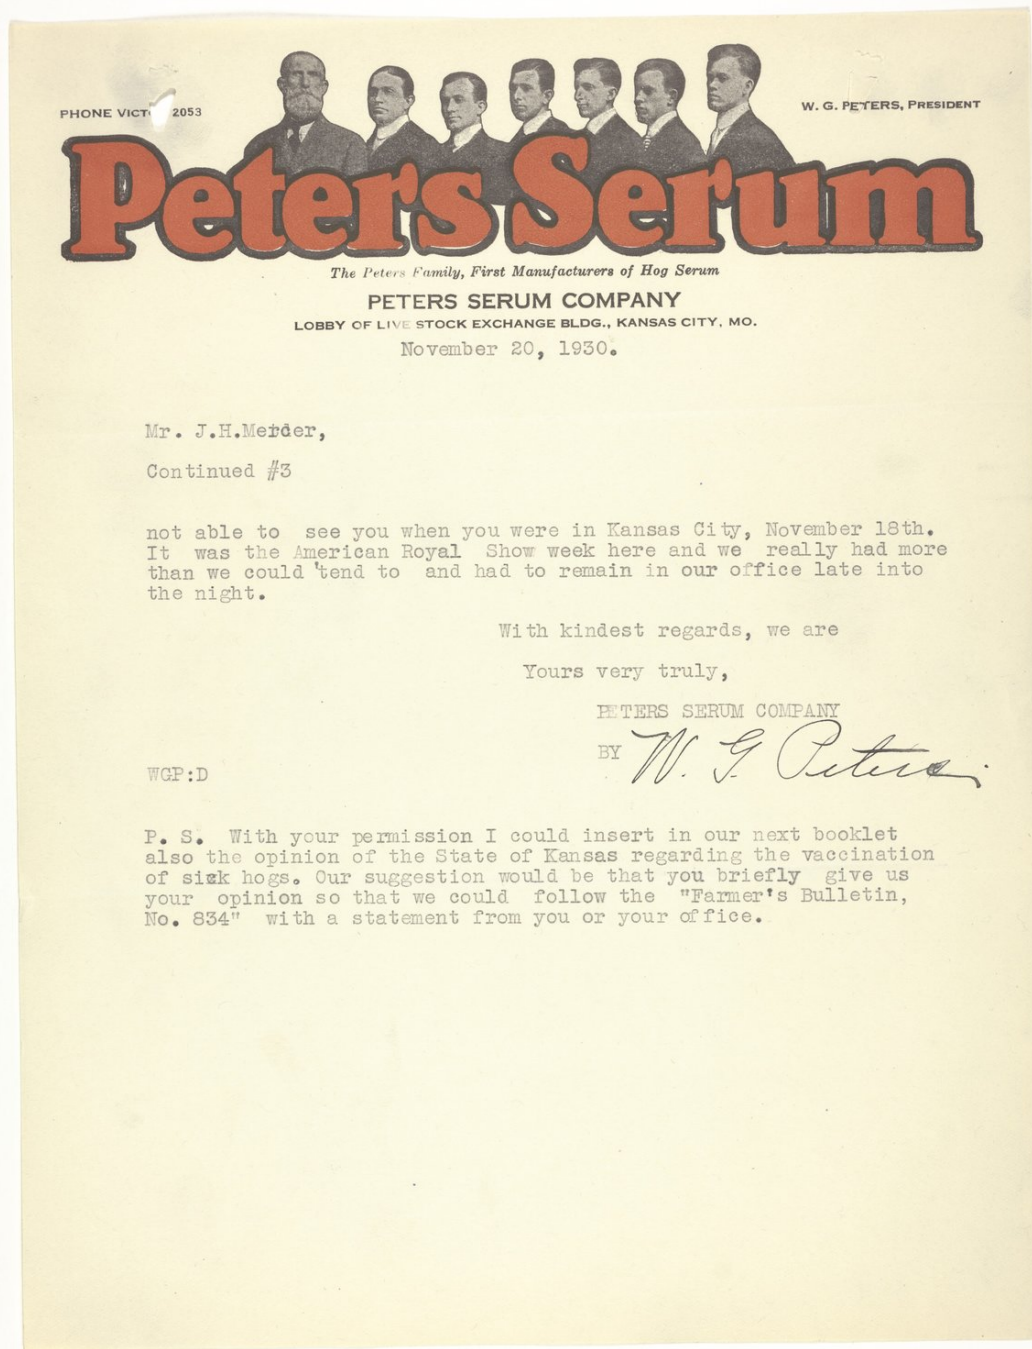 PHONE VICT 2053
W. G. PETERS, PRESIDENT
Peters Serum
The Peters Family, First Manufacturers of Hog Serum
PETERS SERUM COMPANY
LOBBY OF LIVE STOCK EXCHANGE BLDG., KANSAS CITY, MO.
November 20, 1930.
Mr. J.H.Mercer,
Continued #3
not able to see you when you were in Kansas City, November 18th.
It was the American Royal Show week here and we really had more
than we could 'tend to and had to remain in our office late into
the night.
With kindest regards, we are
Yours very truly,
PETERS SERUM COMPANY
BY W. G. Peters
WGP:D
P. S. With your permission I could insert in our next booklet
also the opinion of the State of Kansas regarding the vaccination
of sick hogs. Our suggestion would be that you briefly give us
your opinion so that we could follow the "Farmer's Bulletin,
No. 834" with a statement from you or your office.